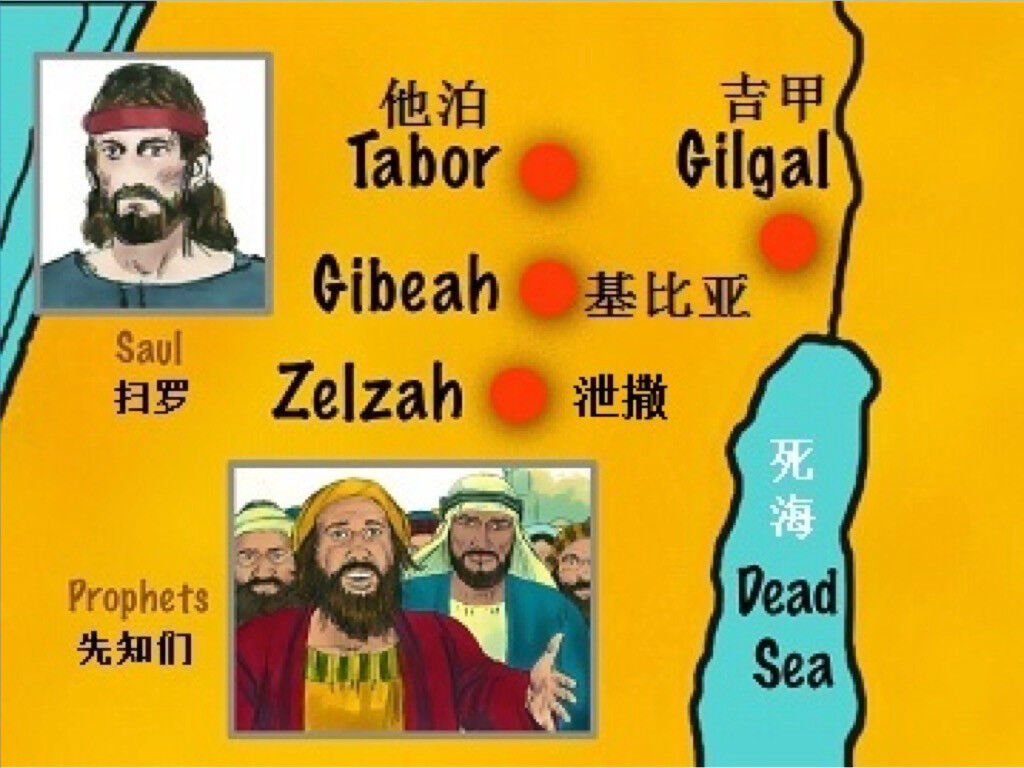 他泊
Tabor
吉甲
Gilgal
Gibeah
基比亚
Saul
扫罗
Zelzah
泄撒
死
海
Dead
Sea
Prophets
先知们